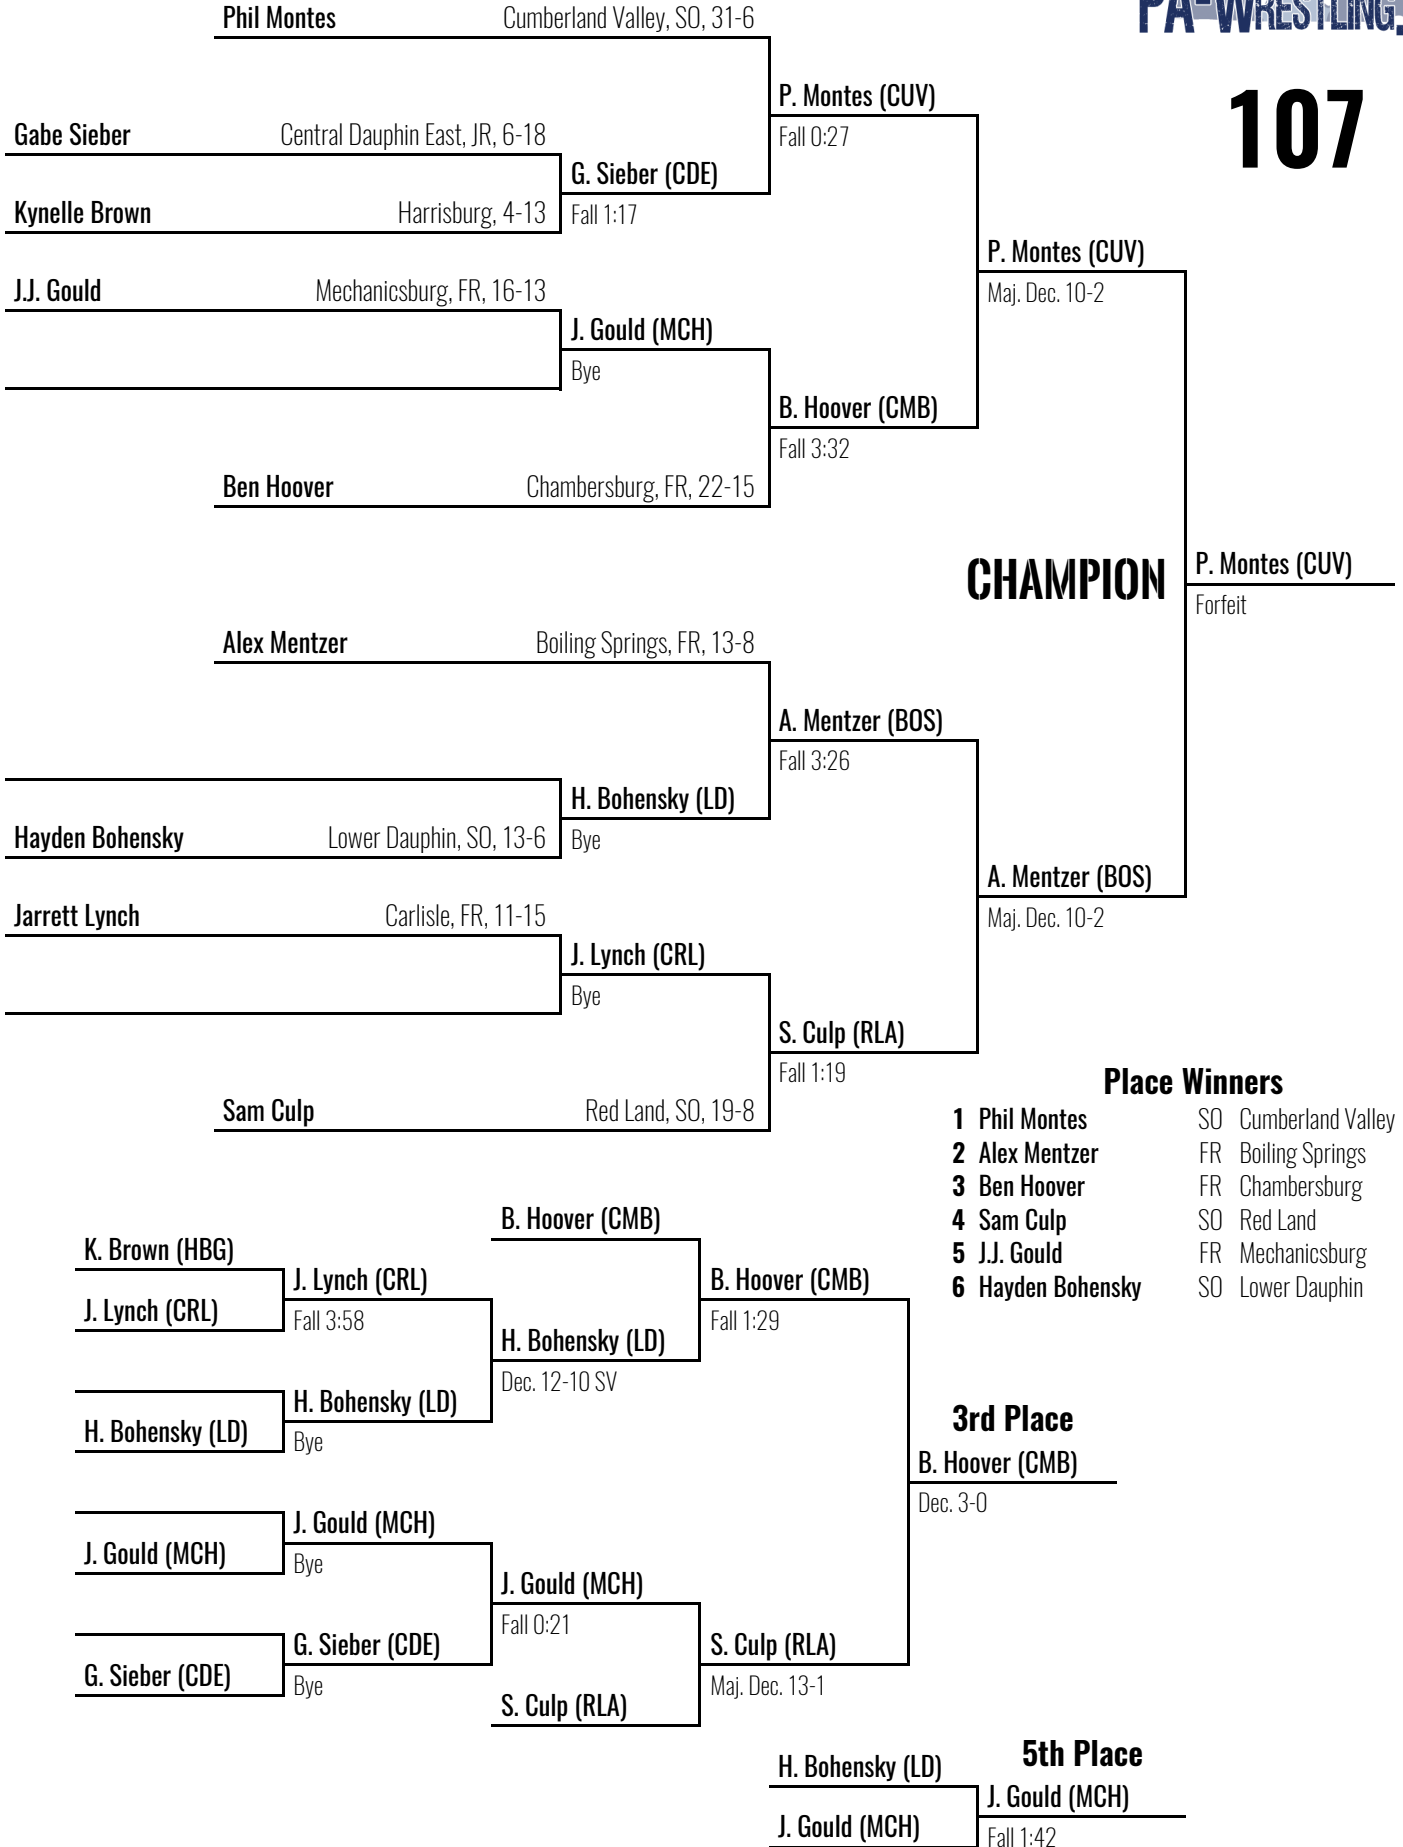 PA-WRESTLING.
107
Phil Montes Cumberland Valley, SO, 31-6
P. Montes (CUV)
Fall 0:27
Gabe Sieber Central Dauphin East, JR, 6-18
G. Sieber (CDE)
Fall 1:17
Kynelle Brown Harrisburg, 4-13
P. Montes (CUV)
Maj. Dec. 10-2
J.J. Gould Mechanicsburg, FR, 16-13
J. Gould (MCH)
Bye
B. Hoover (CMB)
Fall 3:32
Ben Hoover Chambersburg, FR, 22-15
CHAMPION
P. Montes (CUV)
Forfeit
Alex Mentzer Boiling Springs, FR, 13-8
A. Mentzer (BOS)
Fall 3:26
H. Bohensky (LD)
Bye
Hayden Bohensky Lower Dauphin, SO, 13-6
A. Mentzer (BOS)
Maj. Dec. 10-2
Jarrett Lynch Carlisle, FR, 11-15
J. Lynch (CRL)
Bye
S. Culp (RLA)
Fall 1:19
Sam Culp Red Land, SO, 19-8
Place Winners
1 Phil Montes SO Cumberland Valley
2 Alex Mentzer FR Boiling Springs
3 Ben Hoover FR Chambersburg
4 Sam Culp SO Red Land
5 J.J. Gould FR Mechanicsburg
6 Hayden Bohensky SO Lower Dauphin
B. Hoover (CMB)
K. Brown (HBG)
J. Lynch (CRL)
Fall 3:58
J. Lynch (CRL)
B. Hoover (CMB)
Fall 1:29
H. Bohensky (LD)
Dec. 12-10 SV
H. Bohensky (LD)
Bye
H. Bohensky (LD)
3rd Place
B. Hoover (CMB)
Dec. 3-0
J. Gould (MCH)
Bye
J. Gould (MCH)
J. Gould (MCH)
Fall 0:21
G. Sieber (CDE)
Bye
G. Sieber (CDE)
S. Culp (RLA)
Maj. Dec. 13-1
S. Culp (RLA)
5th Place
H. Bohensky (LD)
J. Gould (MCH)
Fall 1:42
J. Gould (MCH)